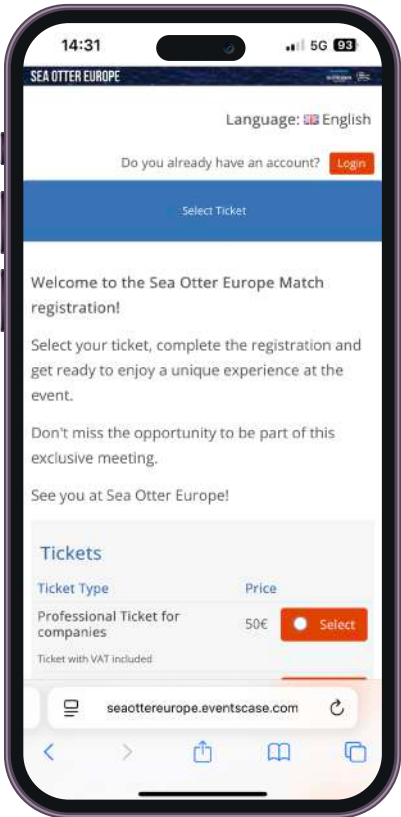 14:31
5G 93
SEA OTTER EUROPE
Language: English
Do you already have an account? Login
Select Ticket
Welcome to the Sea Otter Europe Match
registration!
Select your ticket, complete the registration and
get ready to enjoy a unique experience at the
event.
Don't miss the opportunity to be part of this
exclusive meeting.
See you at Sea Otter Europe!
Tickets
Ticket Type Price
Professional Ticket for
companies
50€ Select
Ticket with VAT included
seaottereurope.eventscase.com